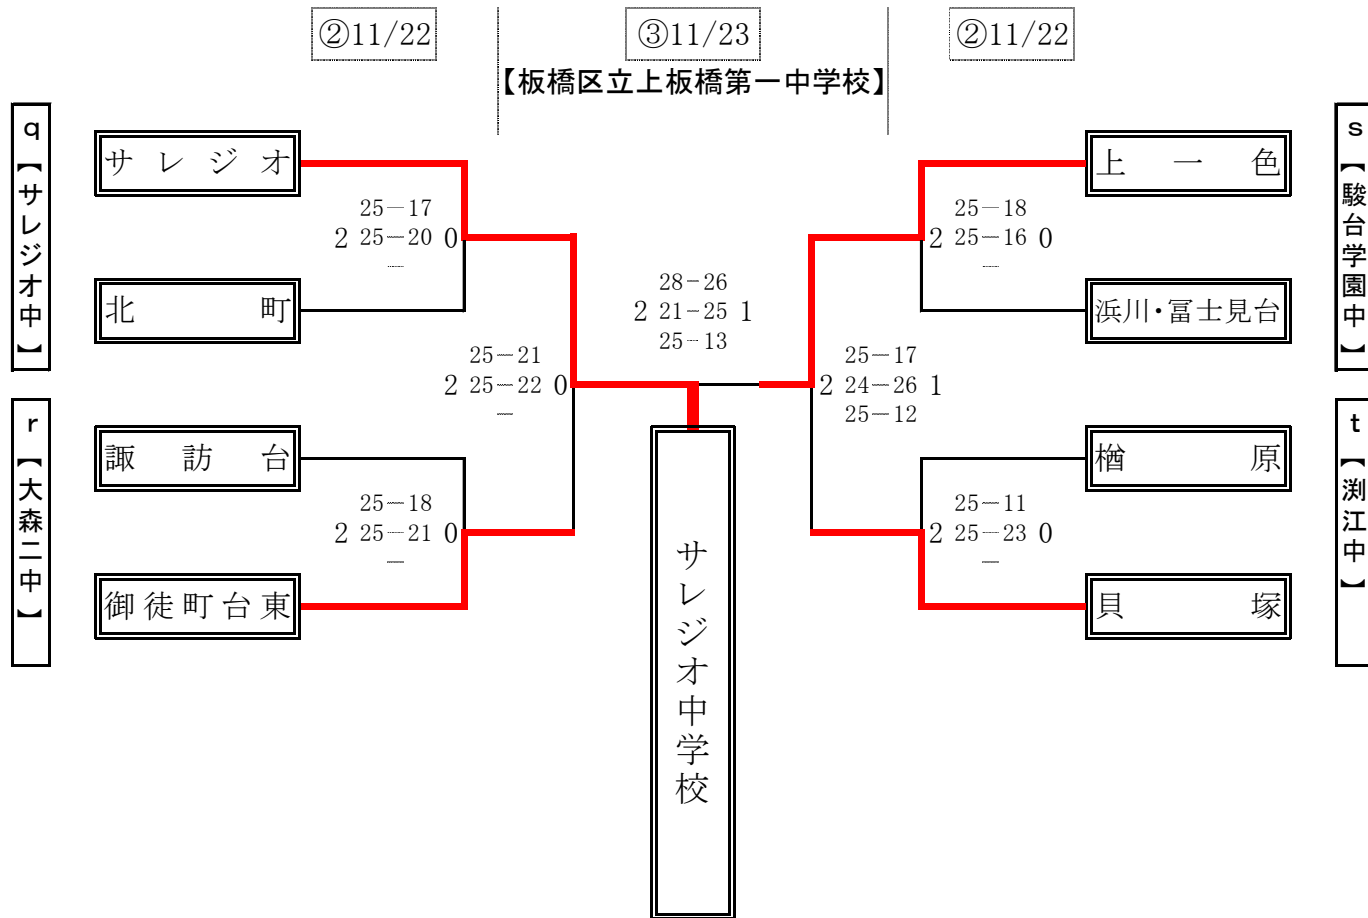 ②11/22
③11/23
②11/22
【板橋区立上板橋第一中学校】
q【サレジオ中】
サレジオ
25－17
2 25－20 0
－
北町
r【大森二中】
諏訪台
25－18
2 25－21 0
－
御徒町台東
25－21
2 25－22 0
－
28－26
2 21－25 1
25－13
サレジオ中学校
25－17
2 24－26 1
25－12
s【駿台学園中】
上一色
25－18
2 25－16 0
－
浜川・冨士見台
t【渕江中】
楢原
25－11
2 25－23 0
－
貝塚